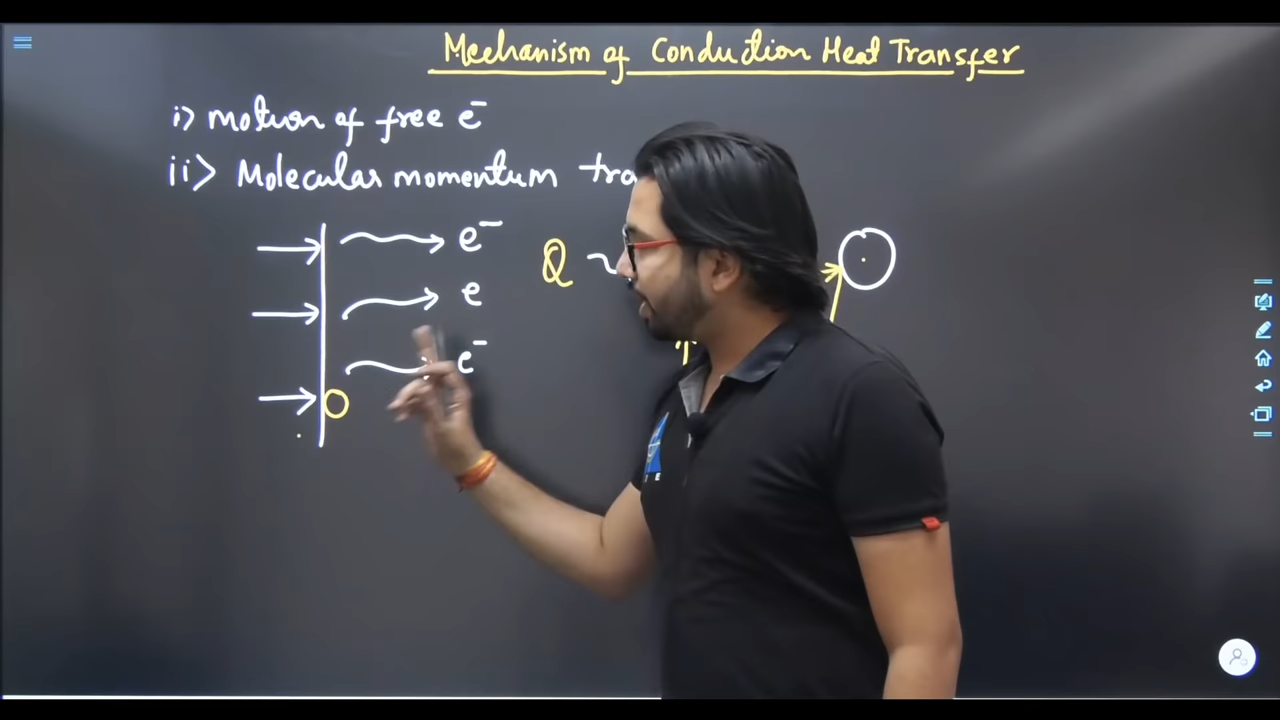 Mechanism of Conduction Heat Transfer
i) motion of free e⁻
ii) Molecular momentum
e⁻
e
Q
e⁻